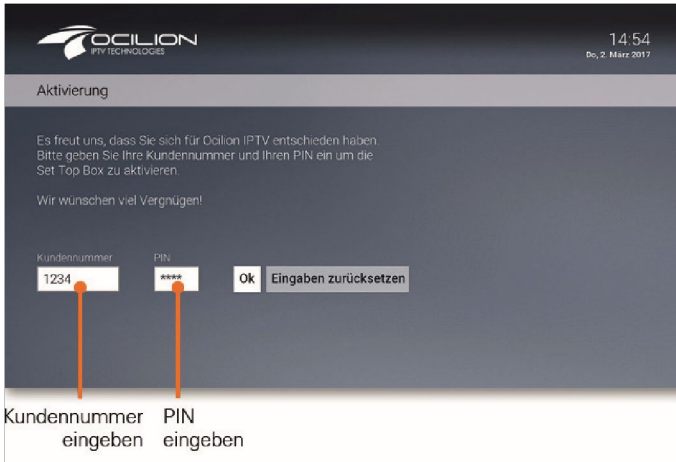 OCILION
IPTV TECHNOLOGIES
14:54
Do, 2. März 2017
Aktivierung
Es freut uns, dass Sie sich für Ocilion IPTV entschieden haben.
Bitte geben Sie Ihre Kundennummer und Ihren PIN ein um die
Set Top Box zu aktivieren.
Wir wünschen viel Vergnügen!
Kundennummer PIN
1234 **** Ok Eingaben zurücksetzen
Kundennummer PIN
eingeben eingeben